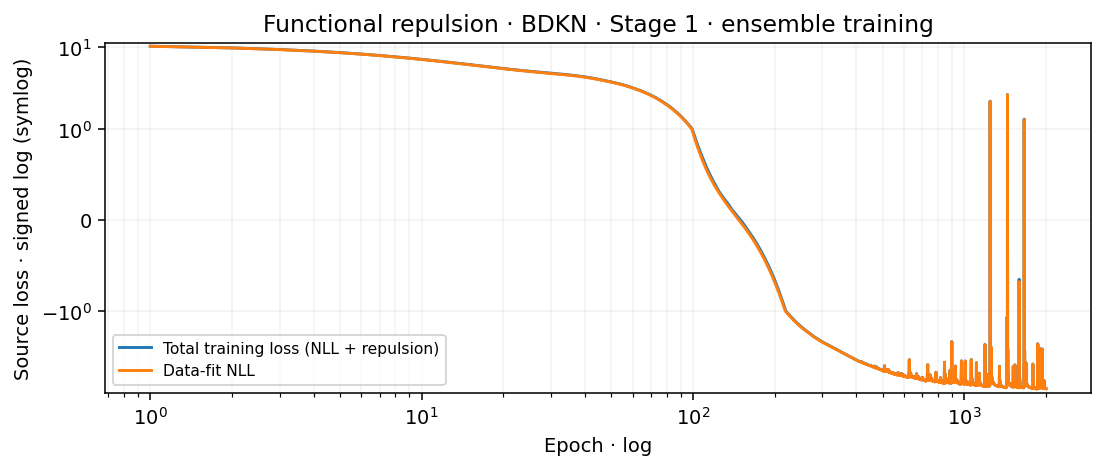 Functional repulsion · BDKN · Stage 1 · ensemble training
Source loss · signed log (symlog)
10¹
10⁰
0
−10⁰
Total training loss (NLL + repulsion)
Data-fit NLL
10⁰ 10¹ 10² 10³
Epoch · log